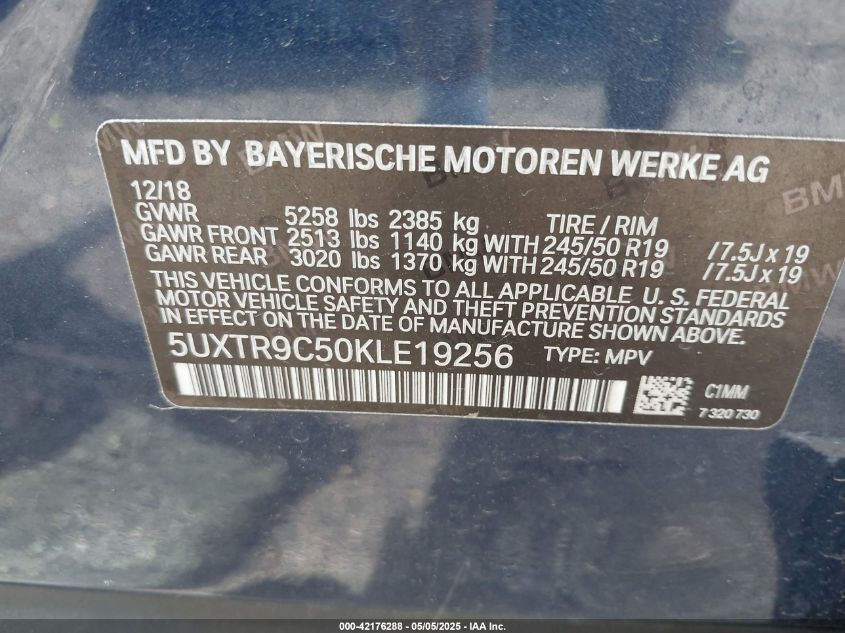 MFD BY BAYERISCHE MOTOREN WERKE AG
12/18
GVWR 5258 lbs 2385 kg TIRE / RIM
GAWR FRONT 2513 lbs 1140 kg WITH 245/50 R19 /7.5J x 19
GAWR REAR 3020 lbs 1370 kg WITH 245/50 R19 /7.5J x 19
THIS VEHICLE CONFORMS TO ALL APPLICABLE U. S. FEDERAL
MOTOR VEHICLE SAFETY AND THEFT PREVENTION STANDARDS
IN EFFECT ON THE DATE OF MANUFACTURE SHOWN ABOVE.
5UXTR9C50KLE19256 TYPE: MPV
C1MM
7 320 730
000-42176288 - 05/05/2025 - IAA Inc.